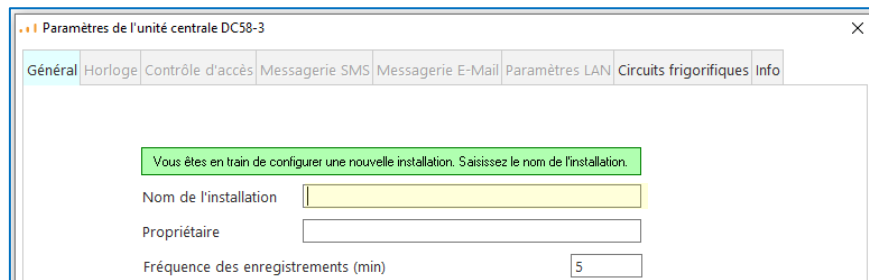 Paramètres de l'unité centrale DC58-3
Général Horloge Contrôle d'accès Messagerie SMS Messagerie E-Mail Paramètres LAN Circuits frigorifiques Info
Vous êtes en train de configurer une nouvelle installation. Saisissez le nom de l'installation.
Nom de l'installation
Propriétaire
Fréquence des enregistrements (min) 5